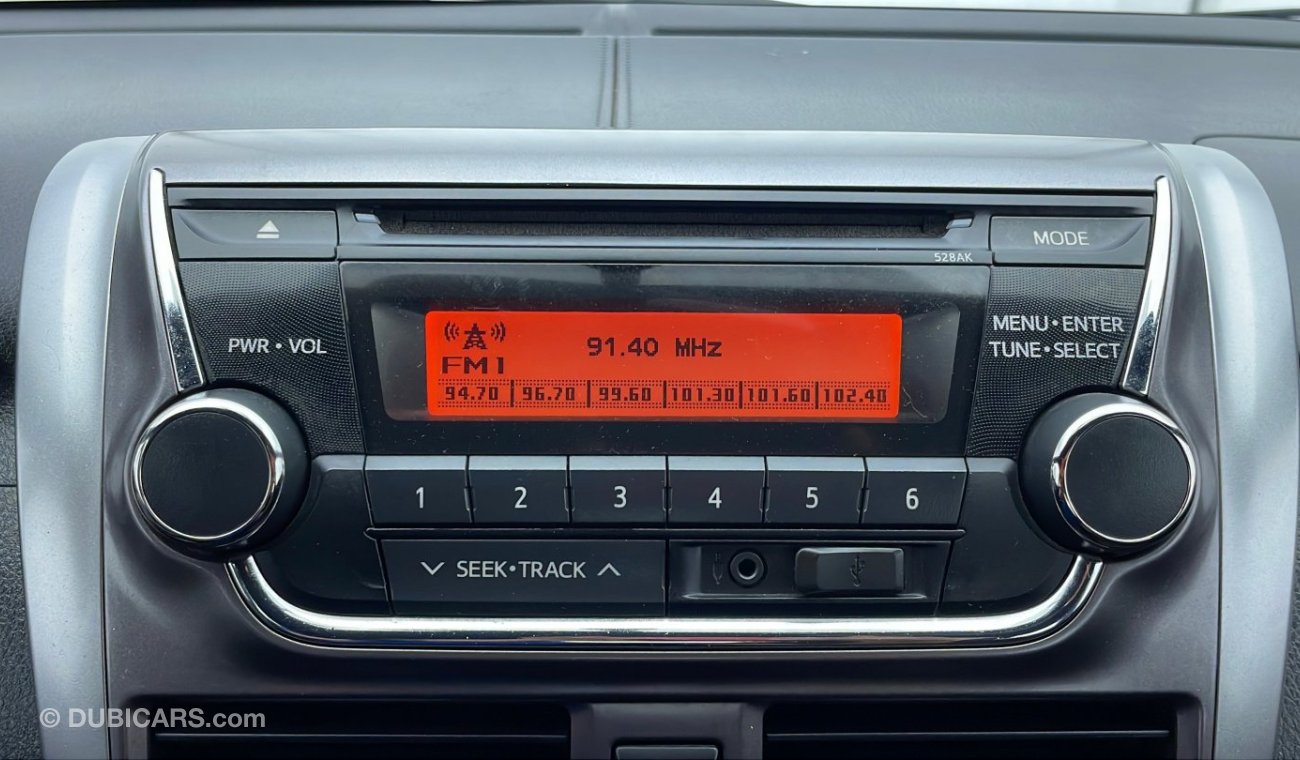 MODE
528AK
PWR • VOL
MENU • ENTER
TUNE • SELECT
FM1
91.40 MHz
94.70 96.70 99.60 101.30 101.60 102.40
1 2 3 4 5 6
SEEK • TRACK
© DUBICARS.com